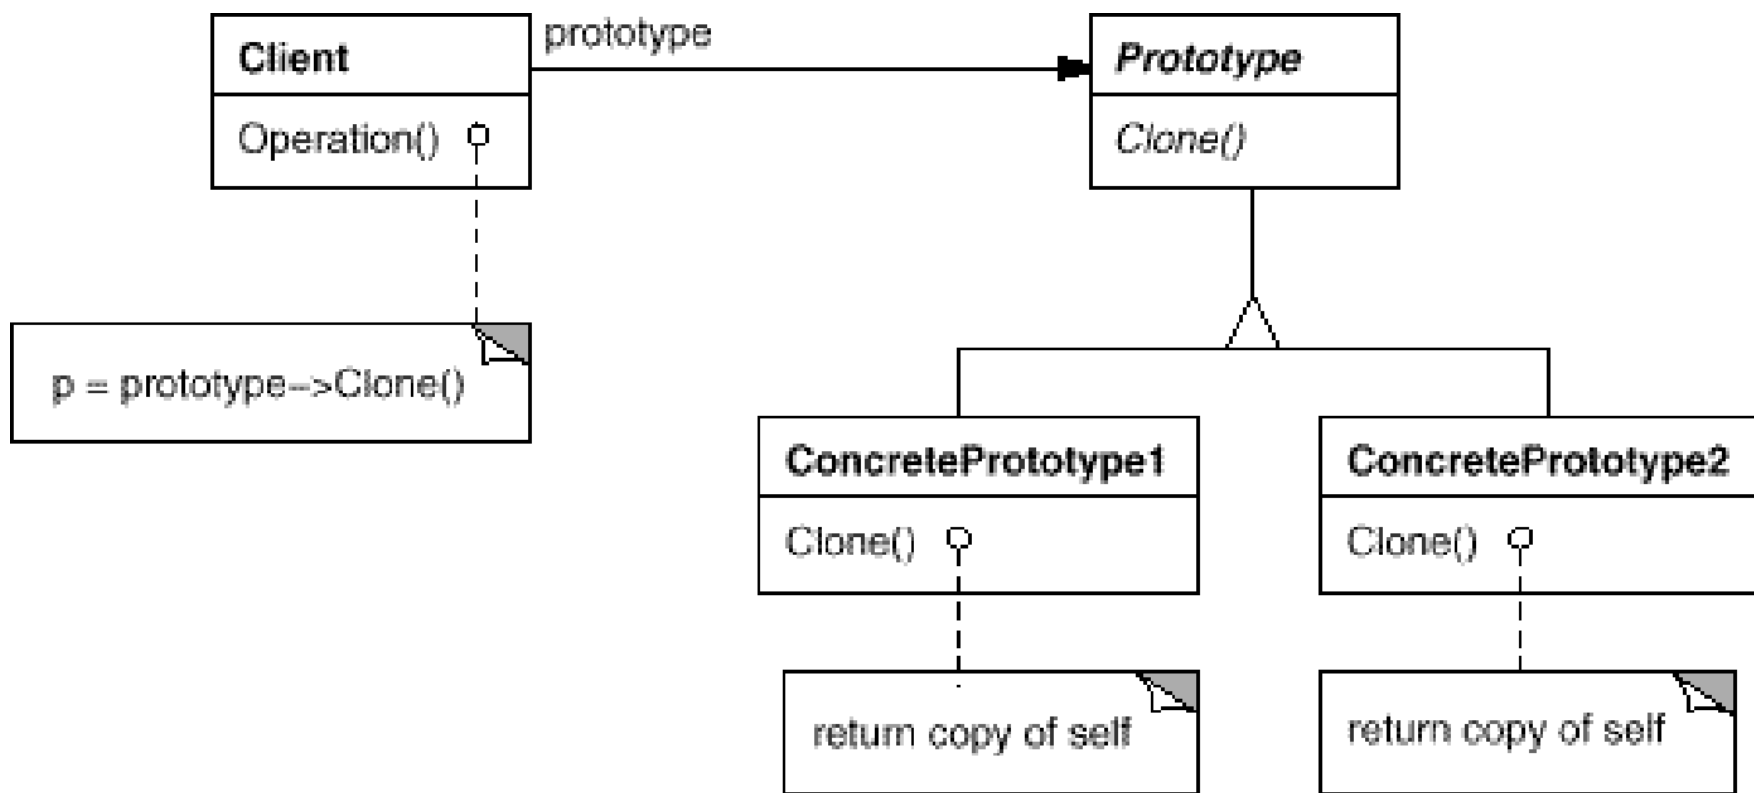 Client
prototype
Prototype
Operation()
Clone()
p = prototype–>Clone()
ConcretePrototype1
ConcretePrototype2
Clone()
Clone()
return copy of self
return copy of self